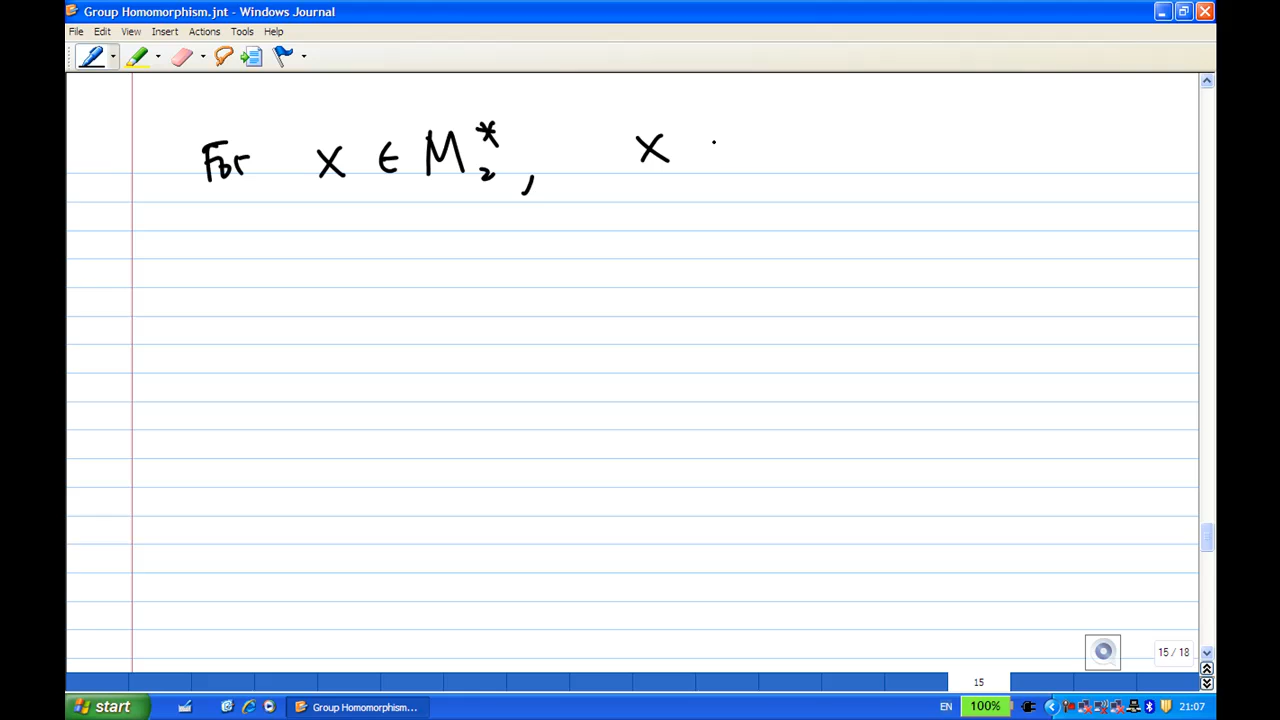 Group Homomorphism.jnt - Windows Journal
File Edit View Insert Actions Tools Help
For X ∈ M₂*, X
15 / 18
15
start Group Homomorphism... EN 100% 21:07